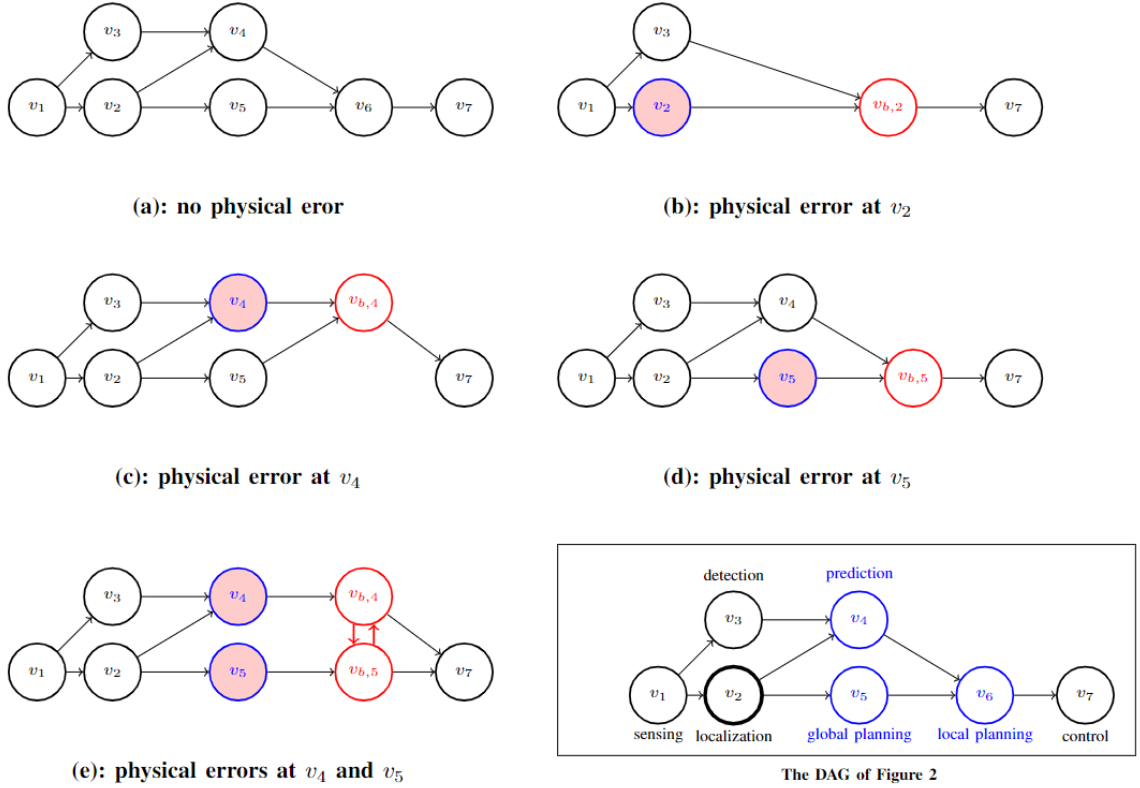 v3 v4
v1 v2 v5 v6 v7
(a): no physical eror
v3
v1 v2 vb,2 v7
(b): physical error at v2
v3 v4 vb,4
v1 v2 v5 v7
(c): physical error at v4
v3 v4
v1 v2 v5 vb,5 v7
(d): physical error at v5
v3 v4 vb,4
v1 v2 v5 vb,5 v7
(e): physical errors at v4 and v5
detection prediction
v3 v4
v1 v2 v5 v6 v7
sensing localization global planning local planning control
The DAG of Figure 2